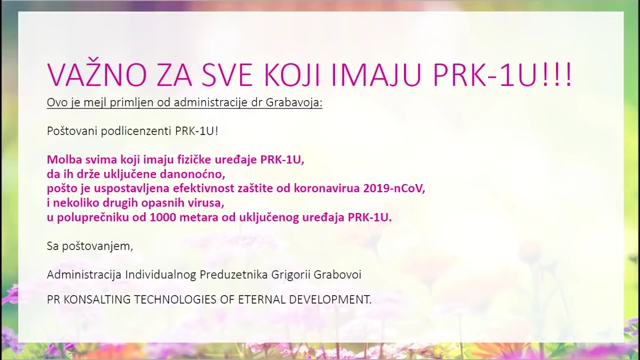 VAŽNO ZA SVE KOJI IMAJU PRK-1U!!!
Ovo je mejl primljen od administracije dr Grabavoja:
Poštovani podlicenzenti PRK-1U!
Molba svima koji imaju fizičke uređaje PRK-1U,
da ih drže uključene danonoćno,
pošto je uspostavljena efektivnost zaštite od koronavirua 2019-nCoV,
i nekoliko drugih opasnih virusa,
u poluprečniku od 1000 metara od uključenog uređaja PRK-1U.
Sa poštovanjem,
Administracija Individualnog Preduzetnika Grigorii Grabovoi
PR KONSALTING TECHNOLOGIES OF ETERNAL DEVELOPMENT.